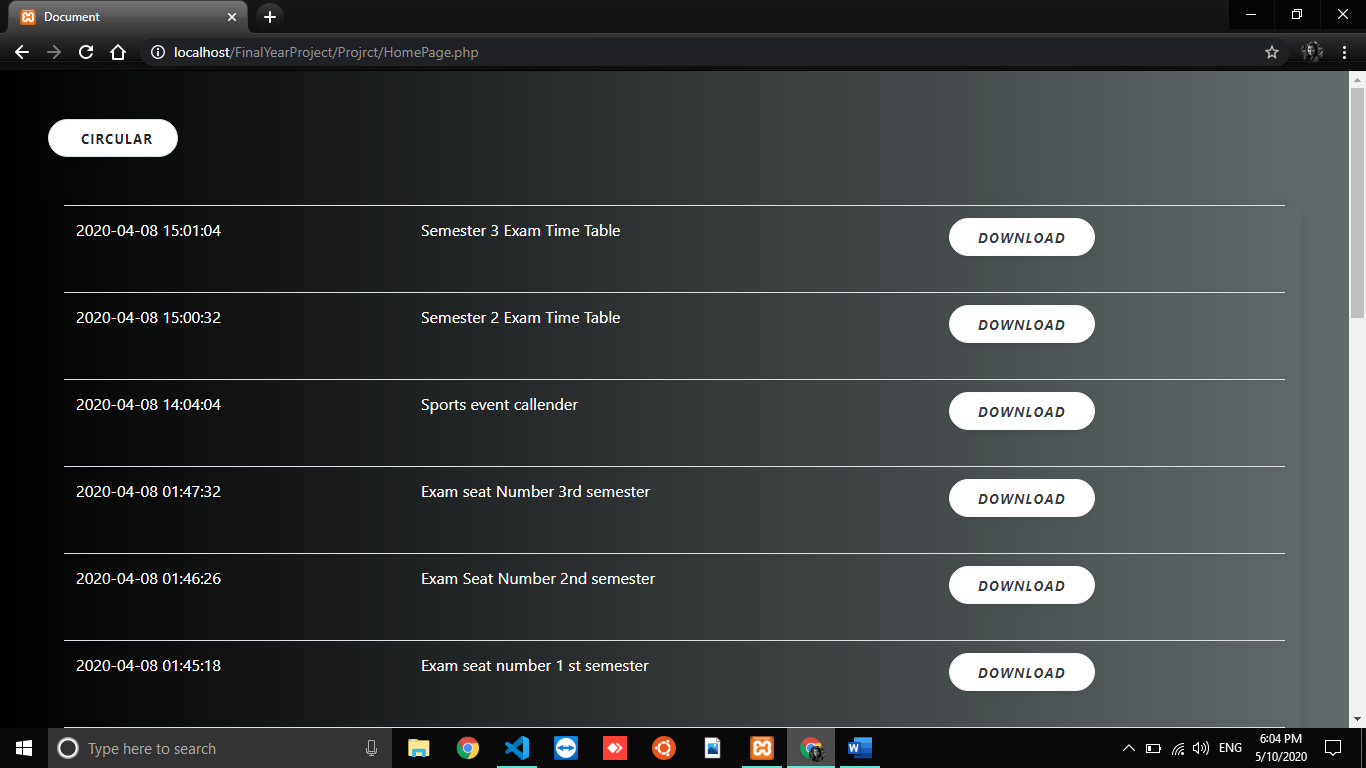 Document
localhost/FinalYearProject/Projrct/HomePage.php
CIRCULAR
2020-04-08 15:01:04 Semester 3 Exam Time Table DOWNLOAD
2020-04-08 15:00:32 Semester 2 Exam Time Table DOWNLOAD
2020-04-08 14:04:04 Sports event callender DOWNLOAD
2020-04-08 01:47:32 Exam seat Number 3rd semester DOWNLOAD
2020-04-08 01:46:26 Exam Seat Number 2nd semester DOWNLOAD
2020-04-08 01:45:18 Exam seat number 1 st semester DOWNLOAD
Type here to search
ENG
6:04 PM
5/10/2020